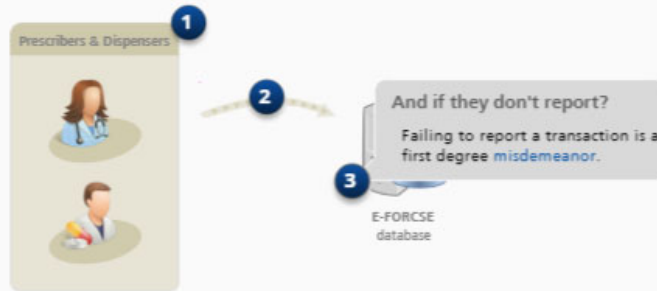 1
Prescribers & Dispensers
2
And if they don't report?
Failing to report a transaction is a
first degree misdemeanor.
3
E-FORCSE
database